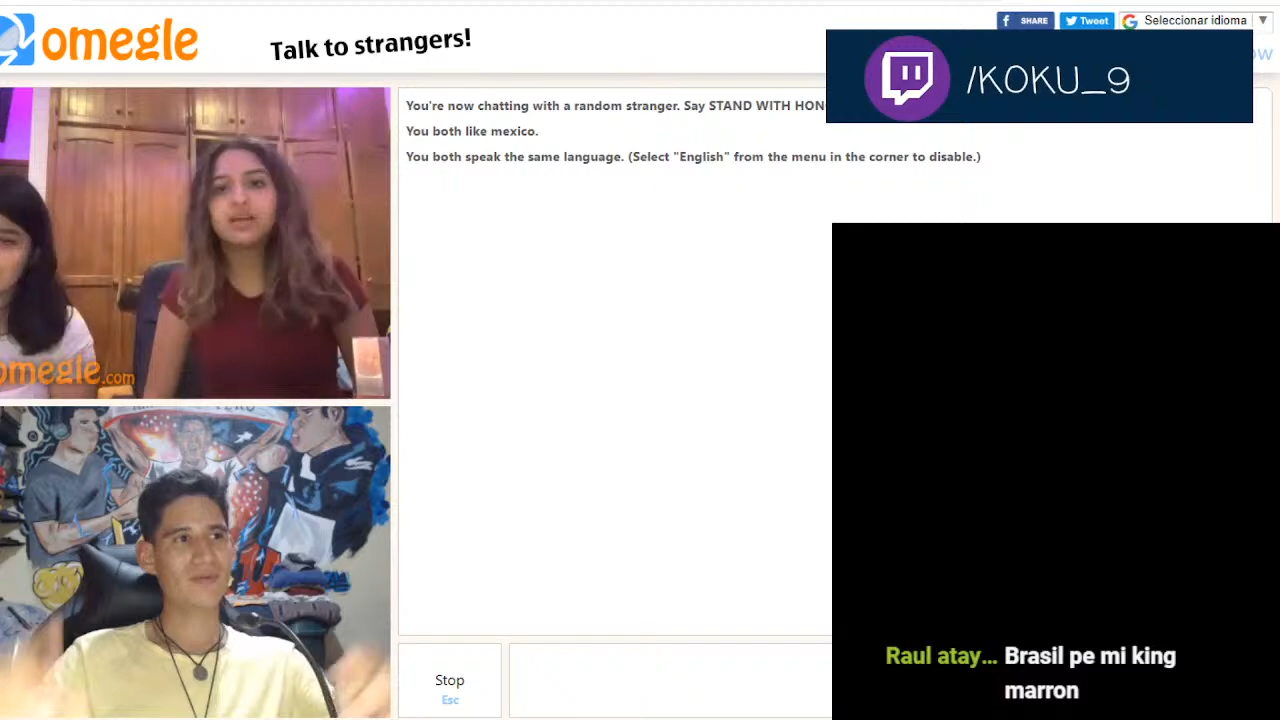 omegle
Talk to strangers!
SHARE
Tweet
Seleccionar idioma
/KOKU_9
You're now chatting with a random stranger. Say STAND WITH HON
You both like mexico.
You both speak the same language. (Select "English" from the menu in the corner to disable.)
omegle.com
Stop
Esc
Raul atay... Brasil pe mi king
marron